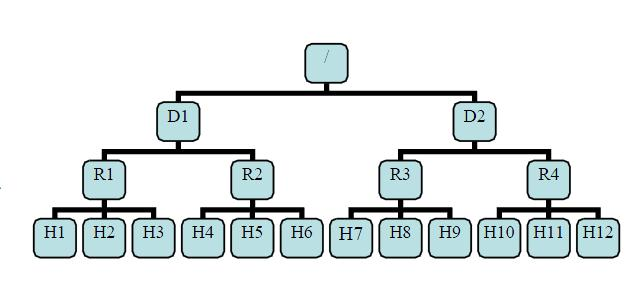 /
D1 D2
R1 R2 R3 R4
H1 H2 H3 H4 H5 H6 H7 H8 H9 H10 H11 H12